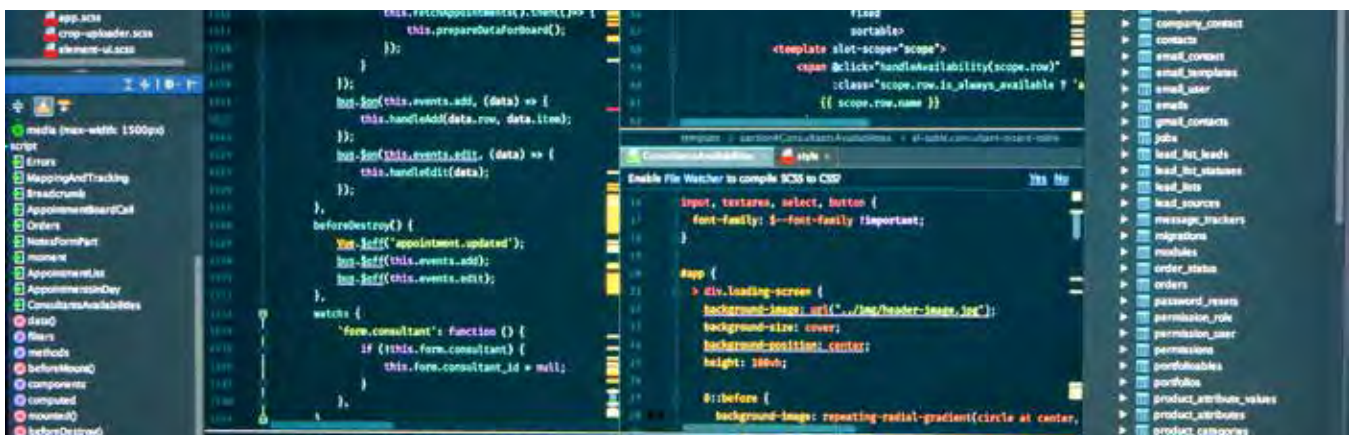 app.scss
crop-uploader.scss
element-ui.scss
media (max-width: 1500px)
script
Errors
MappingAndTracking
Breadcrumb
AppointmentBoardCall
Orders
NotesFormPart
moment
AppointmentList
AppointmentsInDay
ConsultantsAvailabilities
data()
filters
methods
beforeMount()
components
computed
mounted()
beforeDestroy()
this.fetchAppointments().then(()=> {
this.prepareDataForBoard();
});
}
});
bus.$on(this.events.add, (data) => {
this.handleAdd(data.row, data.item);
});
bus.$on(this.events.edit, (data) => {
this.handleEdit(data);
});
},
beforeDestroy() {
Vue.$off('appointment.updated');
bus.$off(this.events.add);
bus.$off(this.events.edit);
},
watch: {
'form.consultant': function () {
if (!this.form.consultant) {
this.form.consultant_id = null;
}
},
fixed
sortable>
<template slot-scope="scope">
<span @click="handleAvailability(scope.row)"
:class="scope.row.is_always_available ? 'a
{{ scope.row.name }}
ConsultantsAvailabilities style
Enable File Watcher to compile SCSS to CSS? Yes No
input, textarea, select, button {
font-family: $--font-family !important;
}
#app {
> div.loading-screen {
background-image: url("../img/header-image.jpg");
background-size: cover;
background-position: center;
height: 100vh;
&::before {
background-image: repeating-radial-gradient(circle at center,
company_contact
contacts
email_contact
email_templates
email_user
emails
gmail_contacts
jobs
lead_list_leads
lead_list_statuses
lead_lists
lead_sources
message_trackers
migrations
modules
order_status
orders
password_resets
permission_role
permission_user
permissions
portfolioables
portfolios
product_attribute_values
product_attributes
product_categories